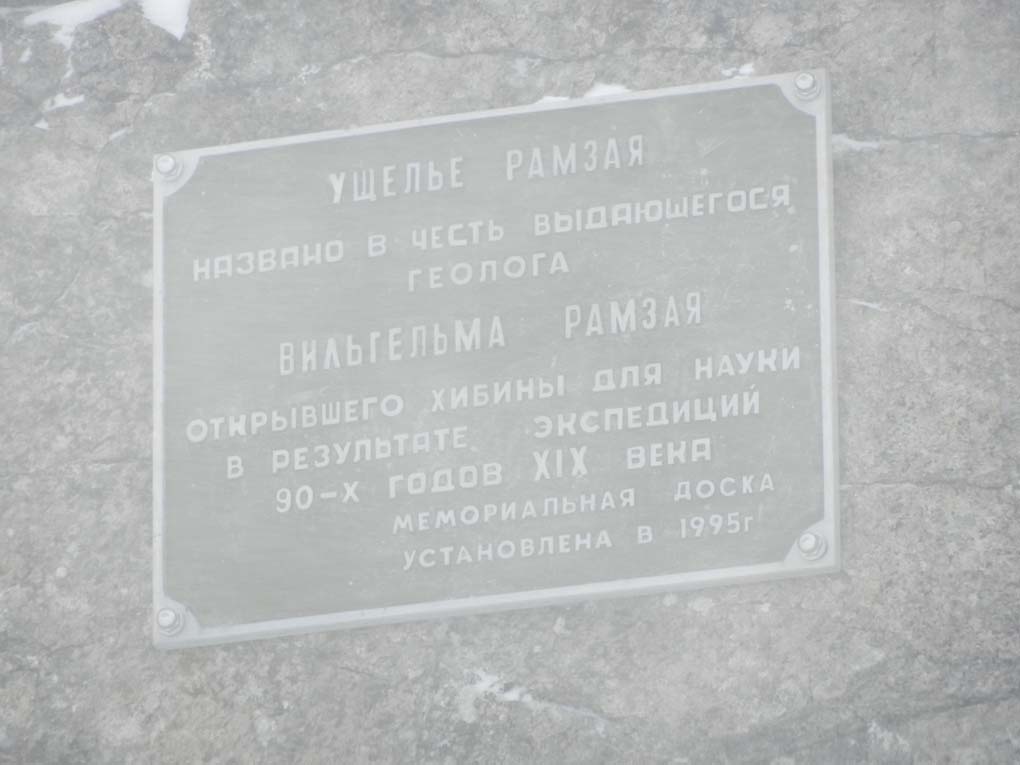 УЩЕЛЬЕ РАМЗАЯ
НАЗВАНО В ЧЕСТЬ ВЫДАЮЩЕГОСЯ
ГЕОЛОГА
ВИЛЬГЕЛЬМА РАМЗАЯ
ОТКРЫВШЕГО ХИБИНЫ ДЛЯ НАУКИ
В РЕЗУЛЬТАТЕ ЭКСПЕДИЦИЙ
90-Х ГОДОВ XIX ВЕКА
МЕМОРИАЛЬНАЯ ДОСКА
УСТАНОВЛЕНА В 1995г